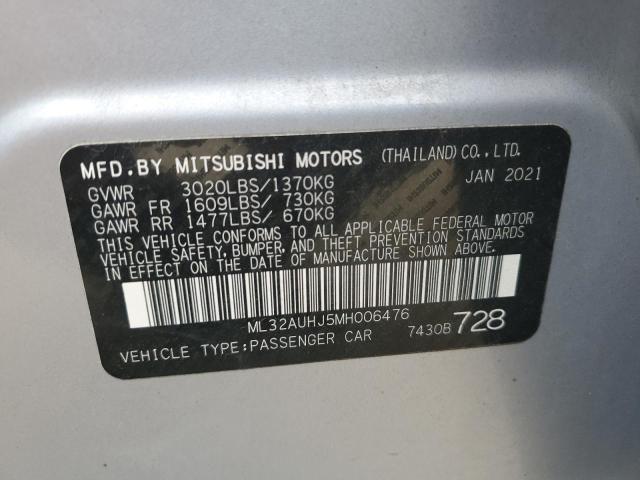 MFD.BY MITSUBISHI MOTORS (THAILAND)CO.,LTD.
GVWR 3020LBS/1370KG JAN 2021
GAWR FR 1609LBS/ 730KG
GAWR RR 1477LBS/ 670KG
THIS VEHICLE CONFORMS TO ALL APPLICABLE FEDERAL MOTOR
VEHICLE SAFETY, BUMPER, AND THEFT PREVENTION STANDARDS
IN EFFECT ON THE DATE OF MANUFACTURE SHOWN ABOVE.
ML32AUHJ5MH006476
VEHICLE TYPE:PASSENGER CAR 7430B 728